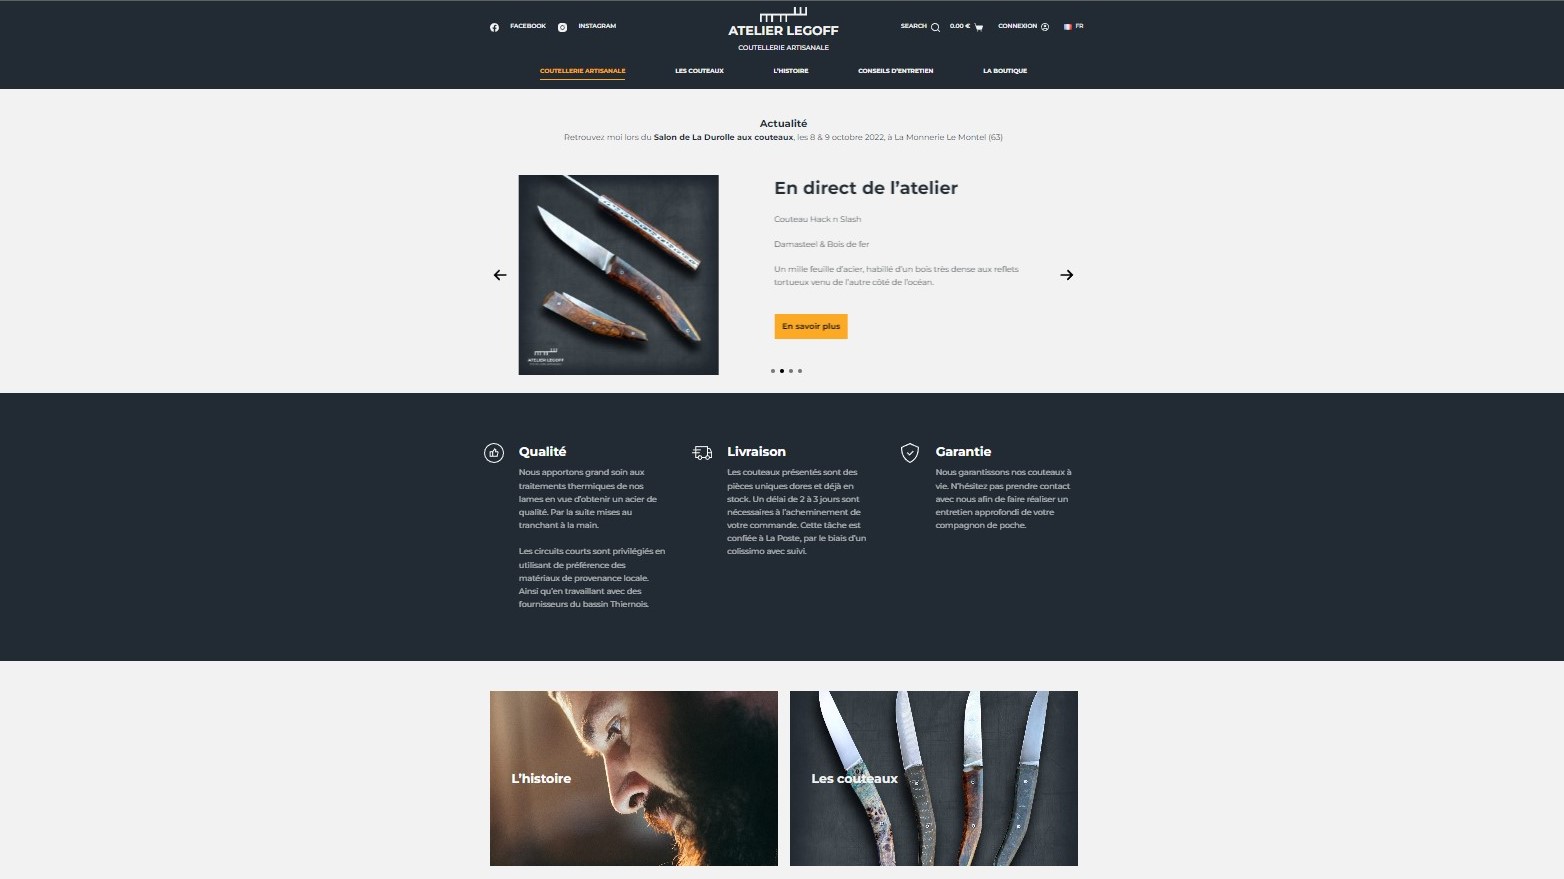 FACEBOOK INSTAGRAM
ATELIER LEGOFF
COUTELLERIE ARTISANALE
SEARCH 0.00 € CONNEXION FR
COUTELLERIE ARTISANALE LES COUTEAUX L'HISTOIRE CONSEILS D'ENTRETIEN LA BOUTIQUE
Actualité
Retrouvez moi lors du Salon de La Durolle aux couteaux, les 8 & 9 octobre 2022, à La Monnerie Le Montel (63)
ATELIER LEGOFF
En direct de l'atelier
Couteau Hack n Slash
Damasteel & Bois de fer
Un mille feuille d'acier, habillé d'un bois très dense aux reflets
tortueux venu de l'autre côté de l'océan.
En savoir plus
Qualité
Nous apportons grand soin aux
traitements thermiques de nos
lames en vue d'obtenir un acier de
qualité. Par la suite mises au
tranchant à la main.
Les circuits courts sont privilégiés en
utilisant de préférence des
matériaux de provenance locale.
Ainsi qu'en travaillant avec des
fournisseurs du bassin Thiernois.
Livraison
Les couteaux présentés sont des
pièces uniques dores et déjà en
stock. Un délai de 2 à 3 jours sont
nécessaires à l'acheminement de
votre commande. Cette tâche est
confiée à La Poste, par le biais d'un
colissimo avec suivi.
Garantie
Nous garantissons nos couteaux à
vie. N'hésitez pas prendre contact
avec nous afin de faire réaliser un
entretien approfondi de votre
compagnon de poche.
L'histoire
Les couteaux